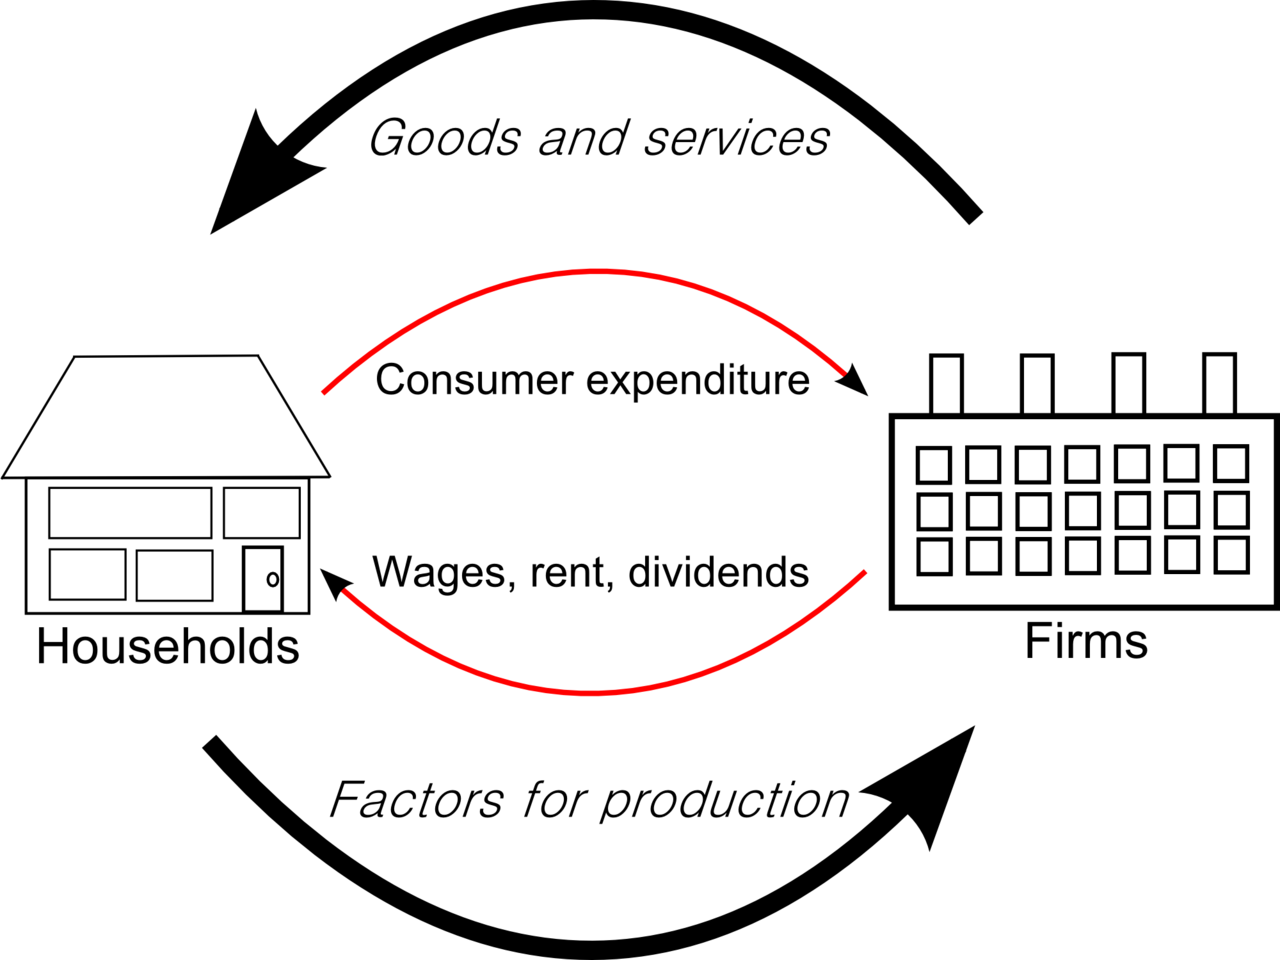 Goods and services
Consumer expenditure
Wages, rent, dividends
Households
Firms
Factors for production